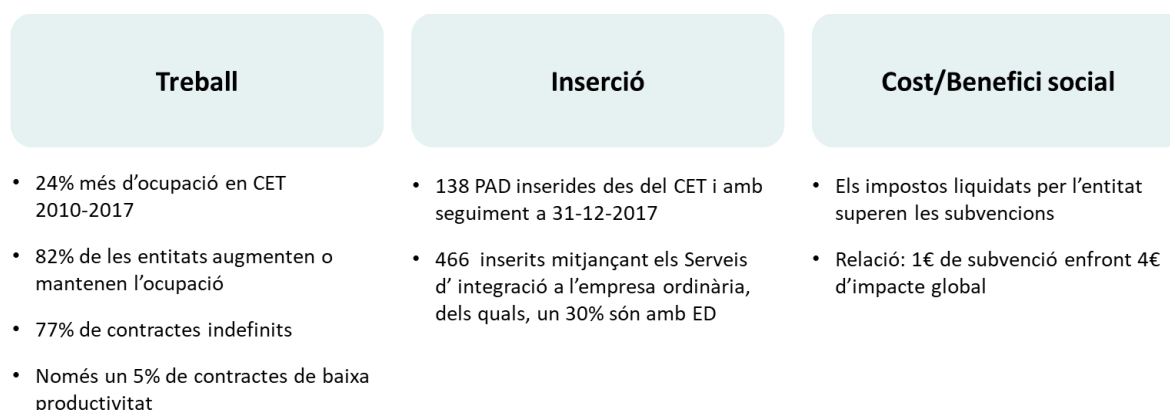 Treball
• 24% més d’ocupació en CET
2010-2017
• 82% de les entitats augmenten o
mantenen l’ocupació
• 77% de contractes indefinits
• Només un 5% de contractes de baixa
productivitat
Inserció
• 138 PAD inserides des del CET i amb
seguiment a 31-12-2017
• 466 inserits mitjançant els Serveis
d’ integració a l’empresa ordinària,
dels quals, un 30% són amb ED
Cost/Benefici social
• Els impostos liquidats per l’entitat
superen les subvencions
• Relació: 1€ de subvenció enfront 4€
d’impacte global